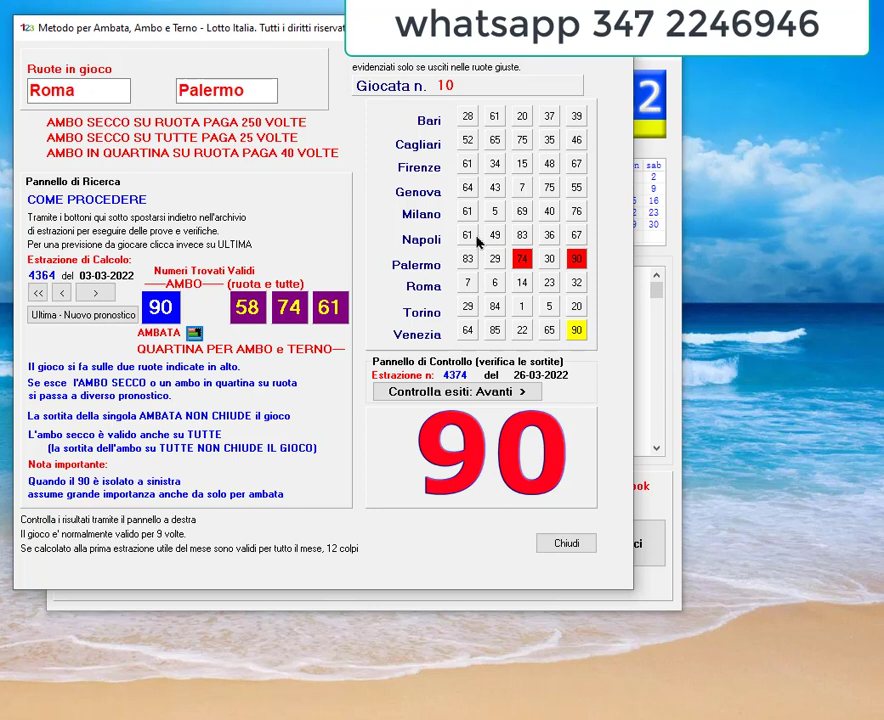 whatsapp 347 2246946
123 Metodo per Ambata, Ambo e Terno - Lotto Italia. Tutti i diritti riservat
evidenziati solo se usciti nelle ruote giuste.
Ruote in gioco
Roma Palermo
Giocata n. 10
AMBO SECCO SU RUOTA PAGA 250 VOLTE
AMBO SECCO SU TUTTE PAGA 25 VOLTE
AMBO IN QUARTINA SU RUOTA PAGA 40 VOLTE
Pannello di Ricerca
COME PROCEDERE
Tramite i bottoni qui sotto spostarsi indietro nell'archivio
di estrazioni per eseguire delle prove e verifiche.
Per una previsione da giocare clicca invece su ULTIMA
Estrazione di Calcolo:
4364 del 03-03-2022
<< < >
Ultima - Nuovo pronostico
Numeri Trovati Validi
----AMBO---- (ruota e tutte)
90 58 74 61
AMBATA
QUARTINA PER AMBO e TERNO—
Il gioco si fa sulle due ruote indicate in alto.
Se esce l'AMBO SECCO o un ambo in quartina su ruota
si passa a diverso pronostico.
La sortita della singola AMBATA NON CHIUDE il gioco
L'ambo secco è valido anche su TUTTE
(la sortita dell'ambo su TUTTE NON CHIUDE IL GIOCO)
Nota importante:
Quando il 90 è isolato a sinistra
assume grande importanza anche da solo per ambata
Controlla i risultati tramite il pannello a destra
Il gioco e' normalmente valido per 9 volte.
Se calcolato alla prima estrazione utile del mese sono validi per tutto il mese, 12 colpi
Bari 28 61 20 37 39
Cagliari 52 65 75 35 46
Firenze 61 34 15 48 67
Genova 64 43 7 75 55
Milano 61 5 69 40 76
Napoli 61 49 83 36 67
Palermo 83 29 74 30 90
Roma 7 6 14 23 32
Torino 29 84 1 5 20
Venezia 64 85 22 65 90
Pannello di Controllo (verifica le sortite)
Estrazione n: 4374 del 26-03-2022
Controlla esiti: Avanti >
90
Chiudi
2
c sab
2
9
5 16
2 23
9 30
ook
ci